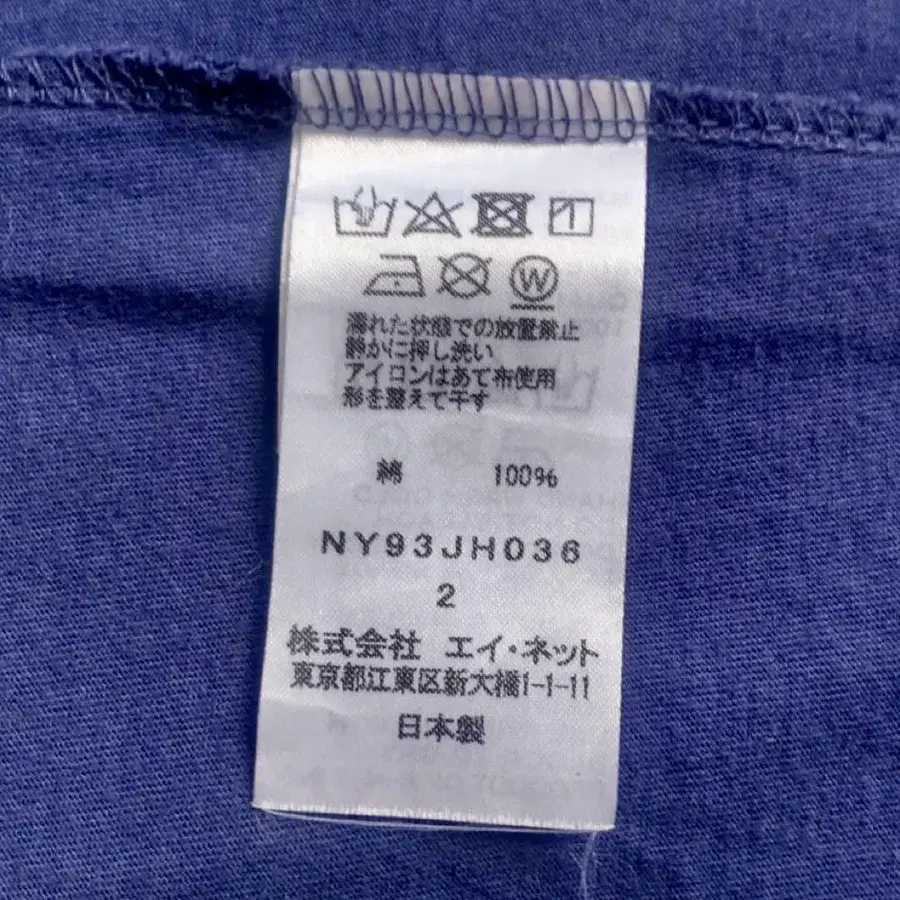 濡れた状態での放置禁止
静かに押し洗い
アイロンはあて布使用
形を整えて干す
綿 100%
NY93JH036
2
株式会社 エイ・ネット
東京都江東区新大橋1-1-11
日本製